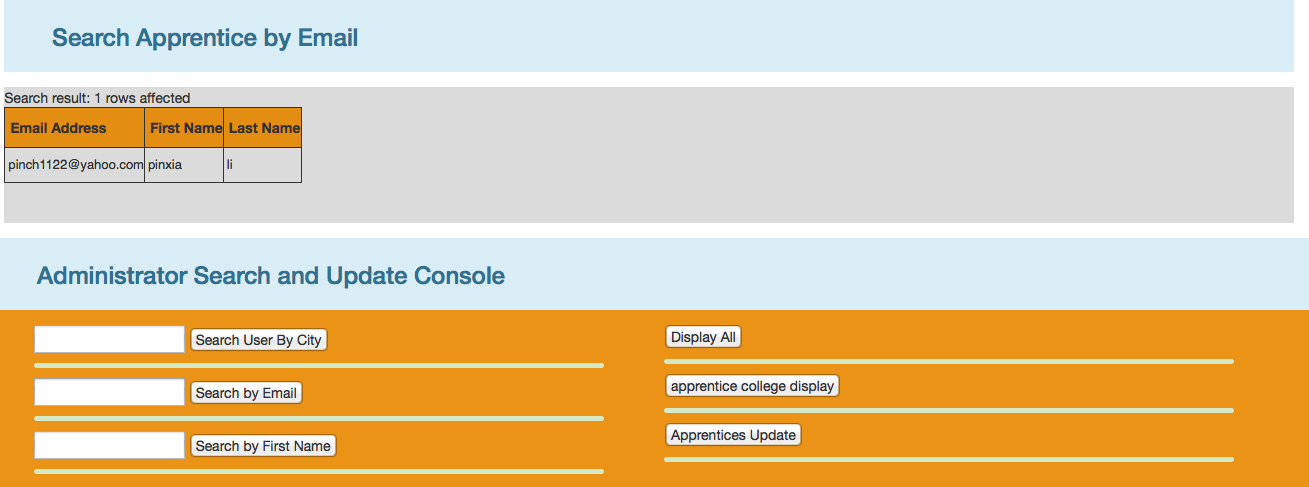 Search Apprentice by Email
Search result: 1 rows affected
Email Address First Name Last Name
pinch1122@yahoo.com pinxia li
Administrator Search and Update Console
Search User By City
Search by Email
Search by First Name
Display All
apprentice college display
Apprentices Update